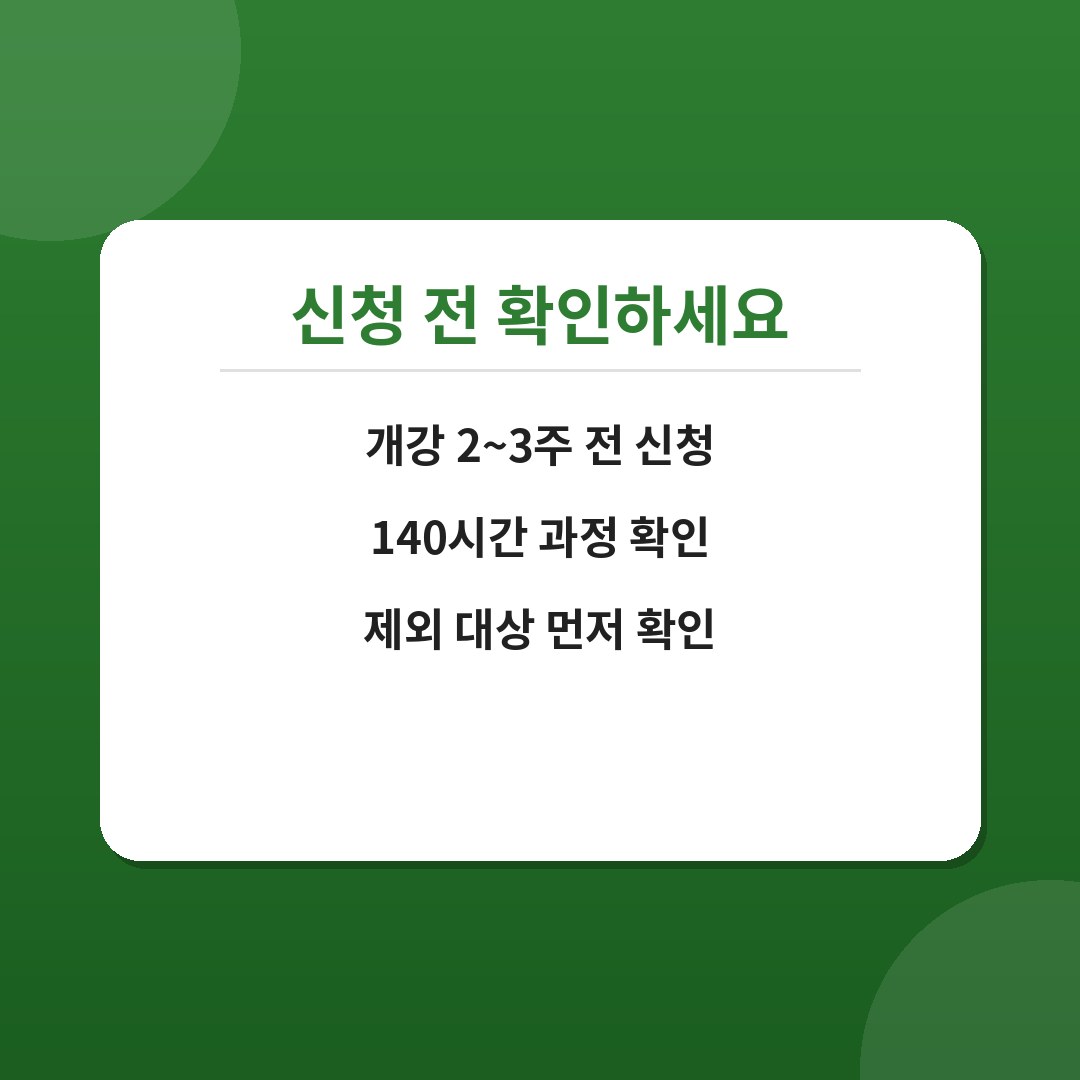 신청 전 확인하세요
개강 2~3주 전 신청
140시간 과정 확인
제외 대상 먼저 확인